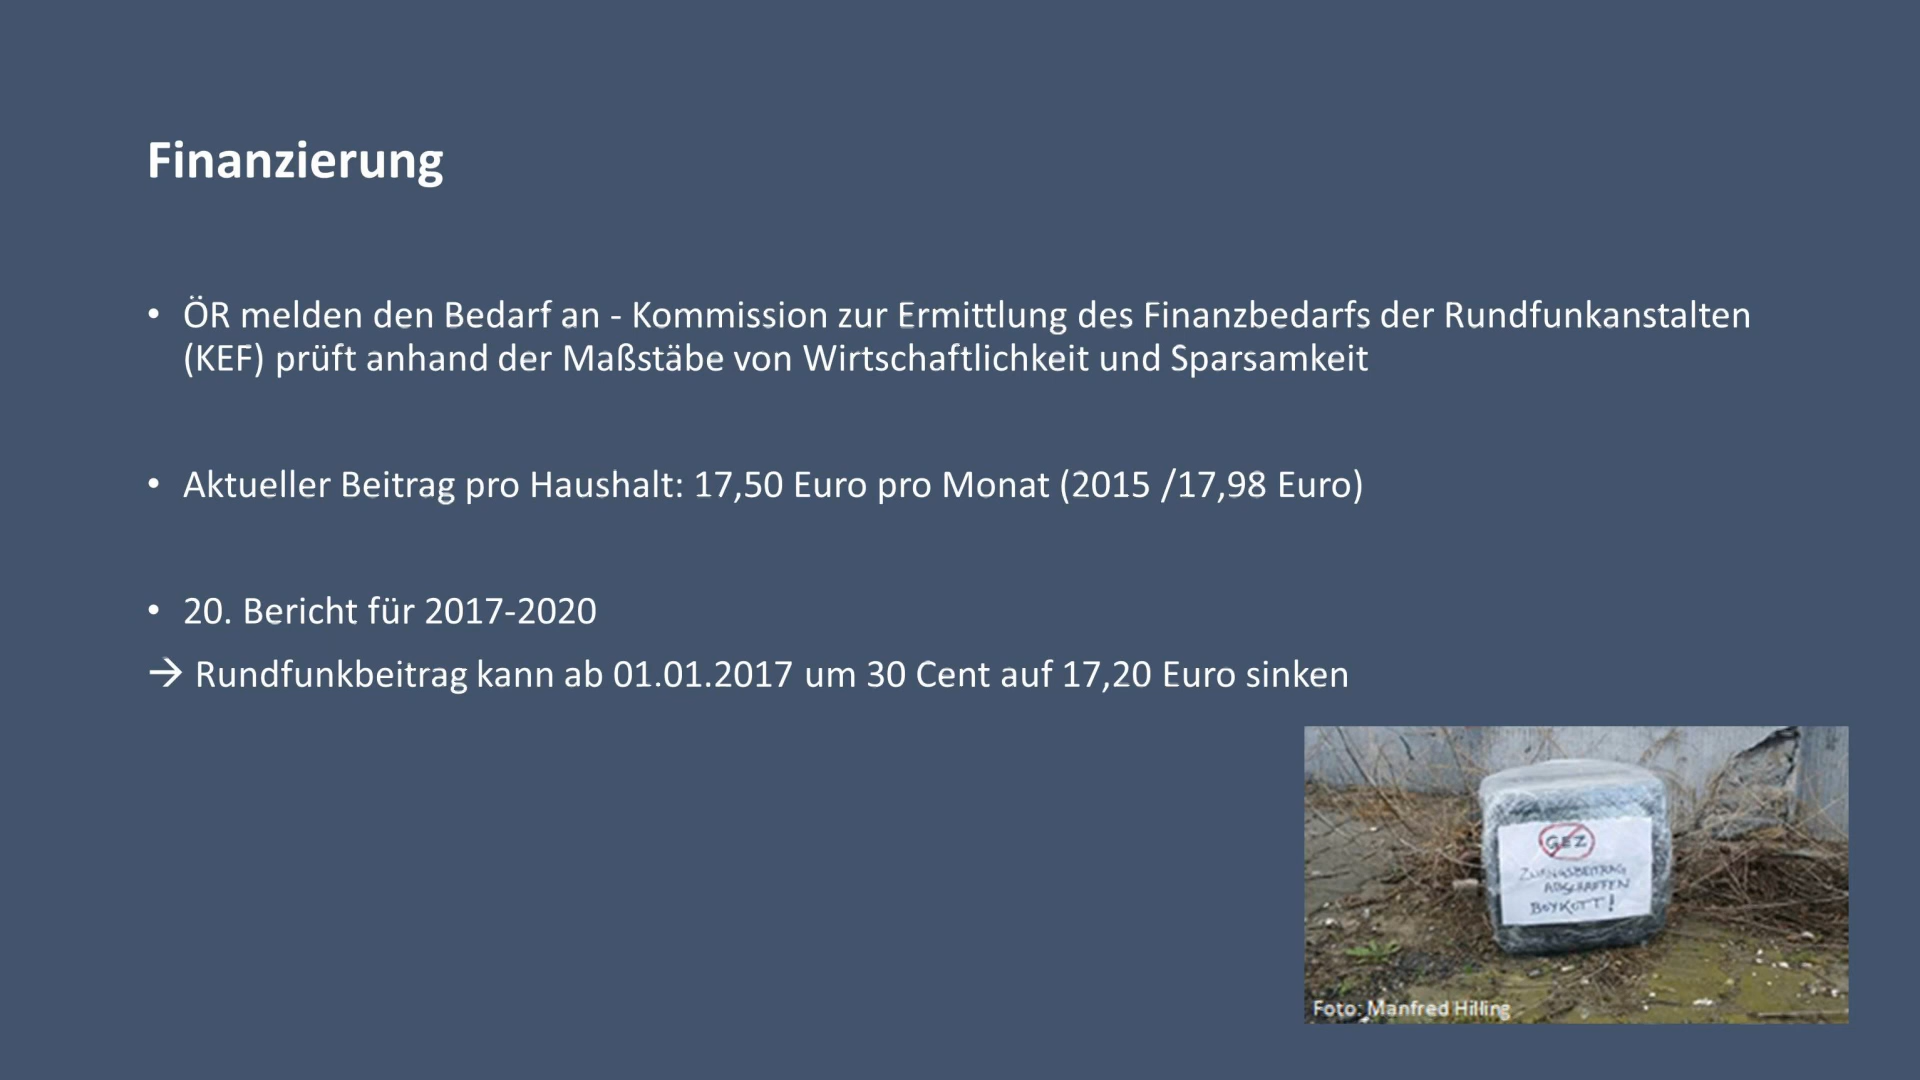 Finanzierung
• ÖR melden den Bedarf an - Kommission zur Ermittlung des Finanzbedarfs der Rundfunkanstalten
(KEF) prüft anhand der Maßstäbe von Wirtschaftlichkeit und Sparsamkeit
• Aktueller Beitrag pro Haushalt: 17,50 Euro pro Monat (2015 /17,98 Euro)
• 20. Bericht für 2017-2020
→ Rundfunkbeitrag kann ab 01.01.2017 um 30 Cent auf 17,20 Euro sinken
GEZ
ZWANGSBEITRAG
ABSCHAFFEN
BOYKOTT!
Foto: Manfred Hilling